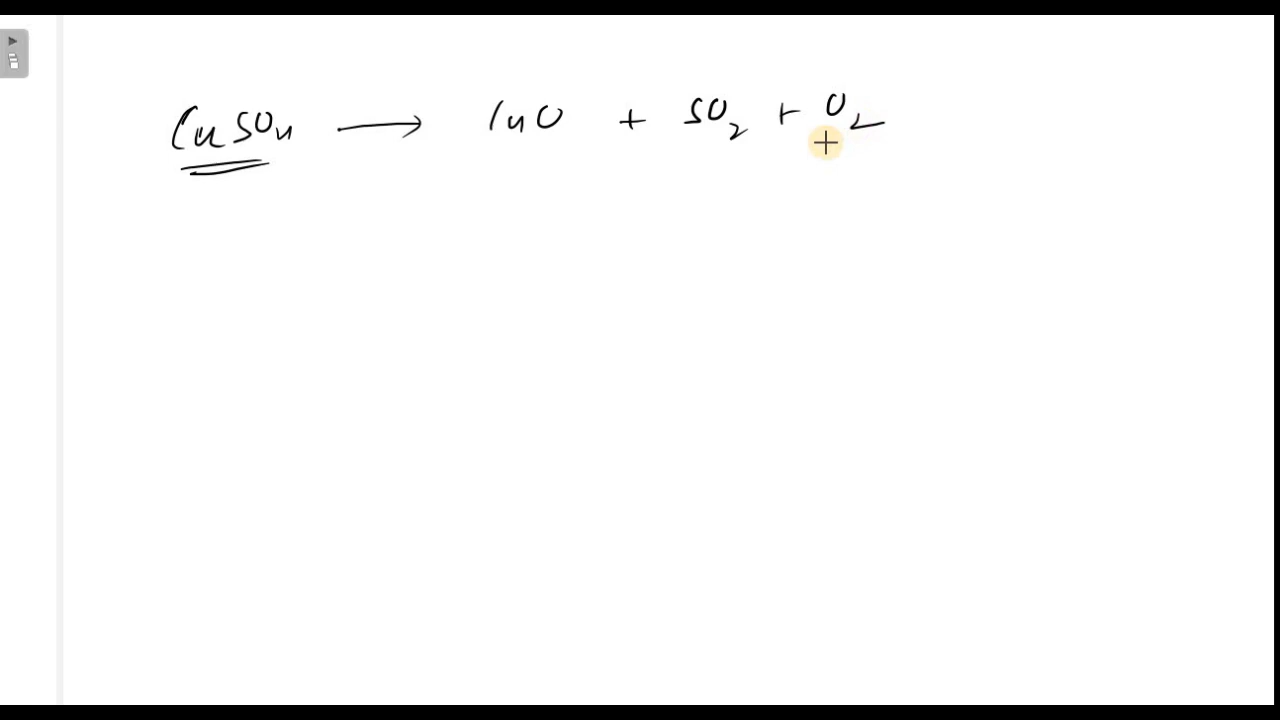 CuSO₄ ⟶ CuO + SO₂ + O₂